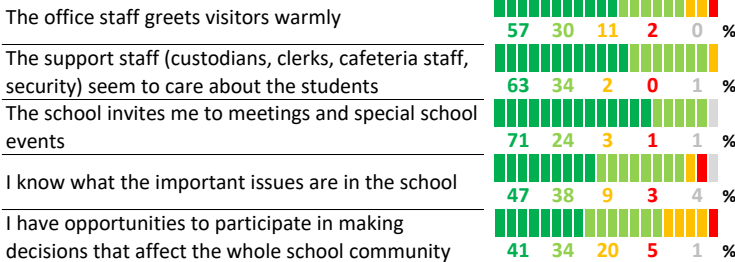 The office staff greets visitors warmly
57 30 11 2 0 %
The support staff (custodians, clerks, cafeteria staff,
security) seem to care about the students
63 34 2 0 1 %
The school invites me to meetings and special school
events
71 24 3 1 1 %
I know what the important issues are in the school
47 38 9 3 4 %
I have opportunities to participate in making
decisions that affect the whole school community
41 34 20 5 1 %